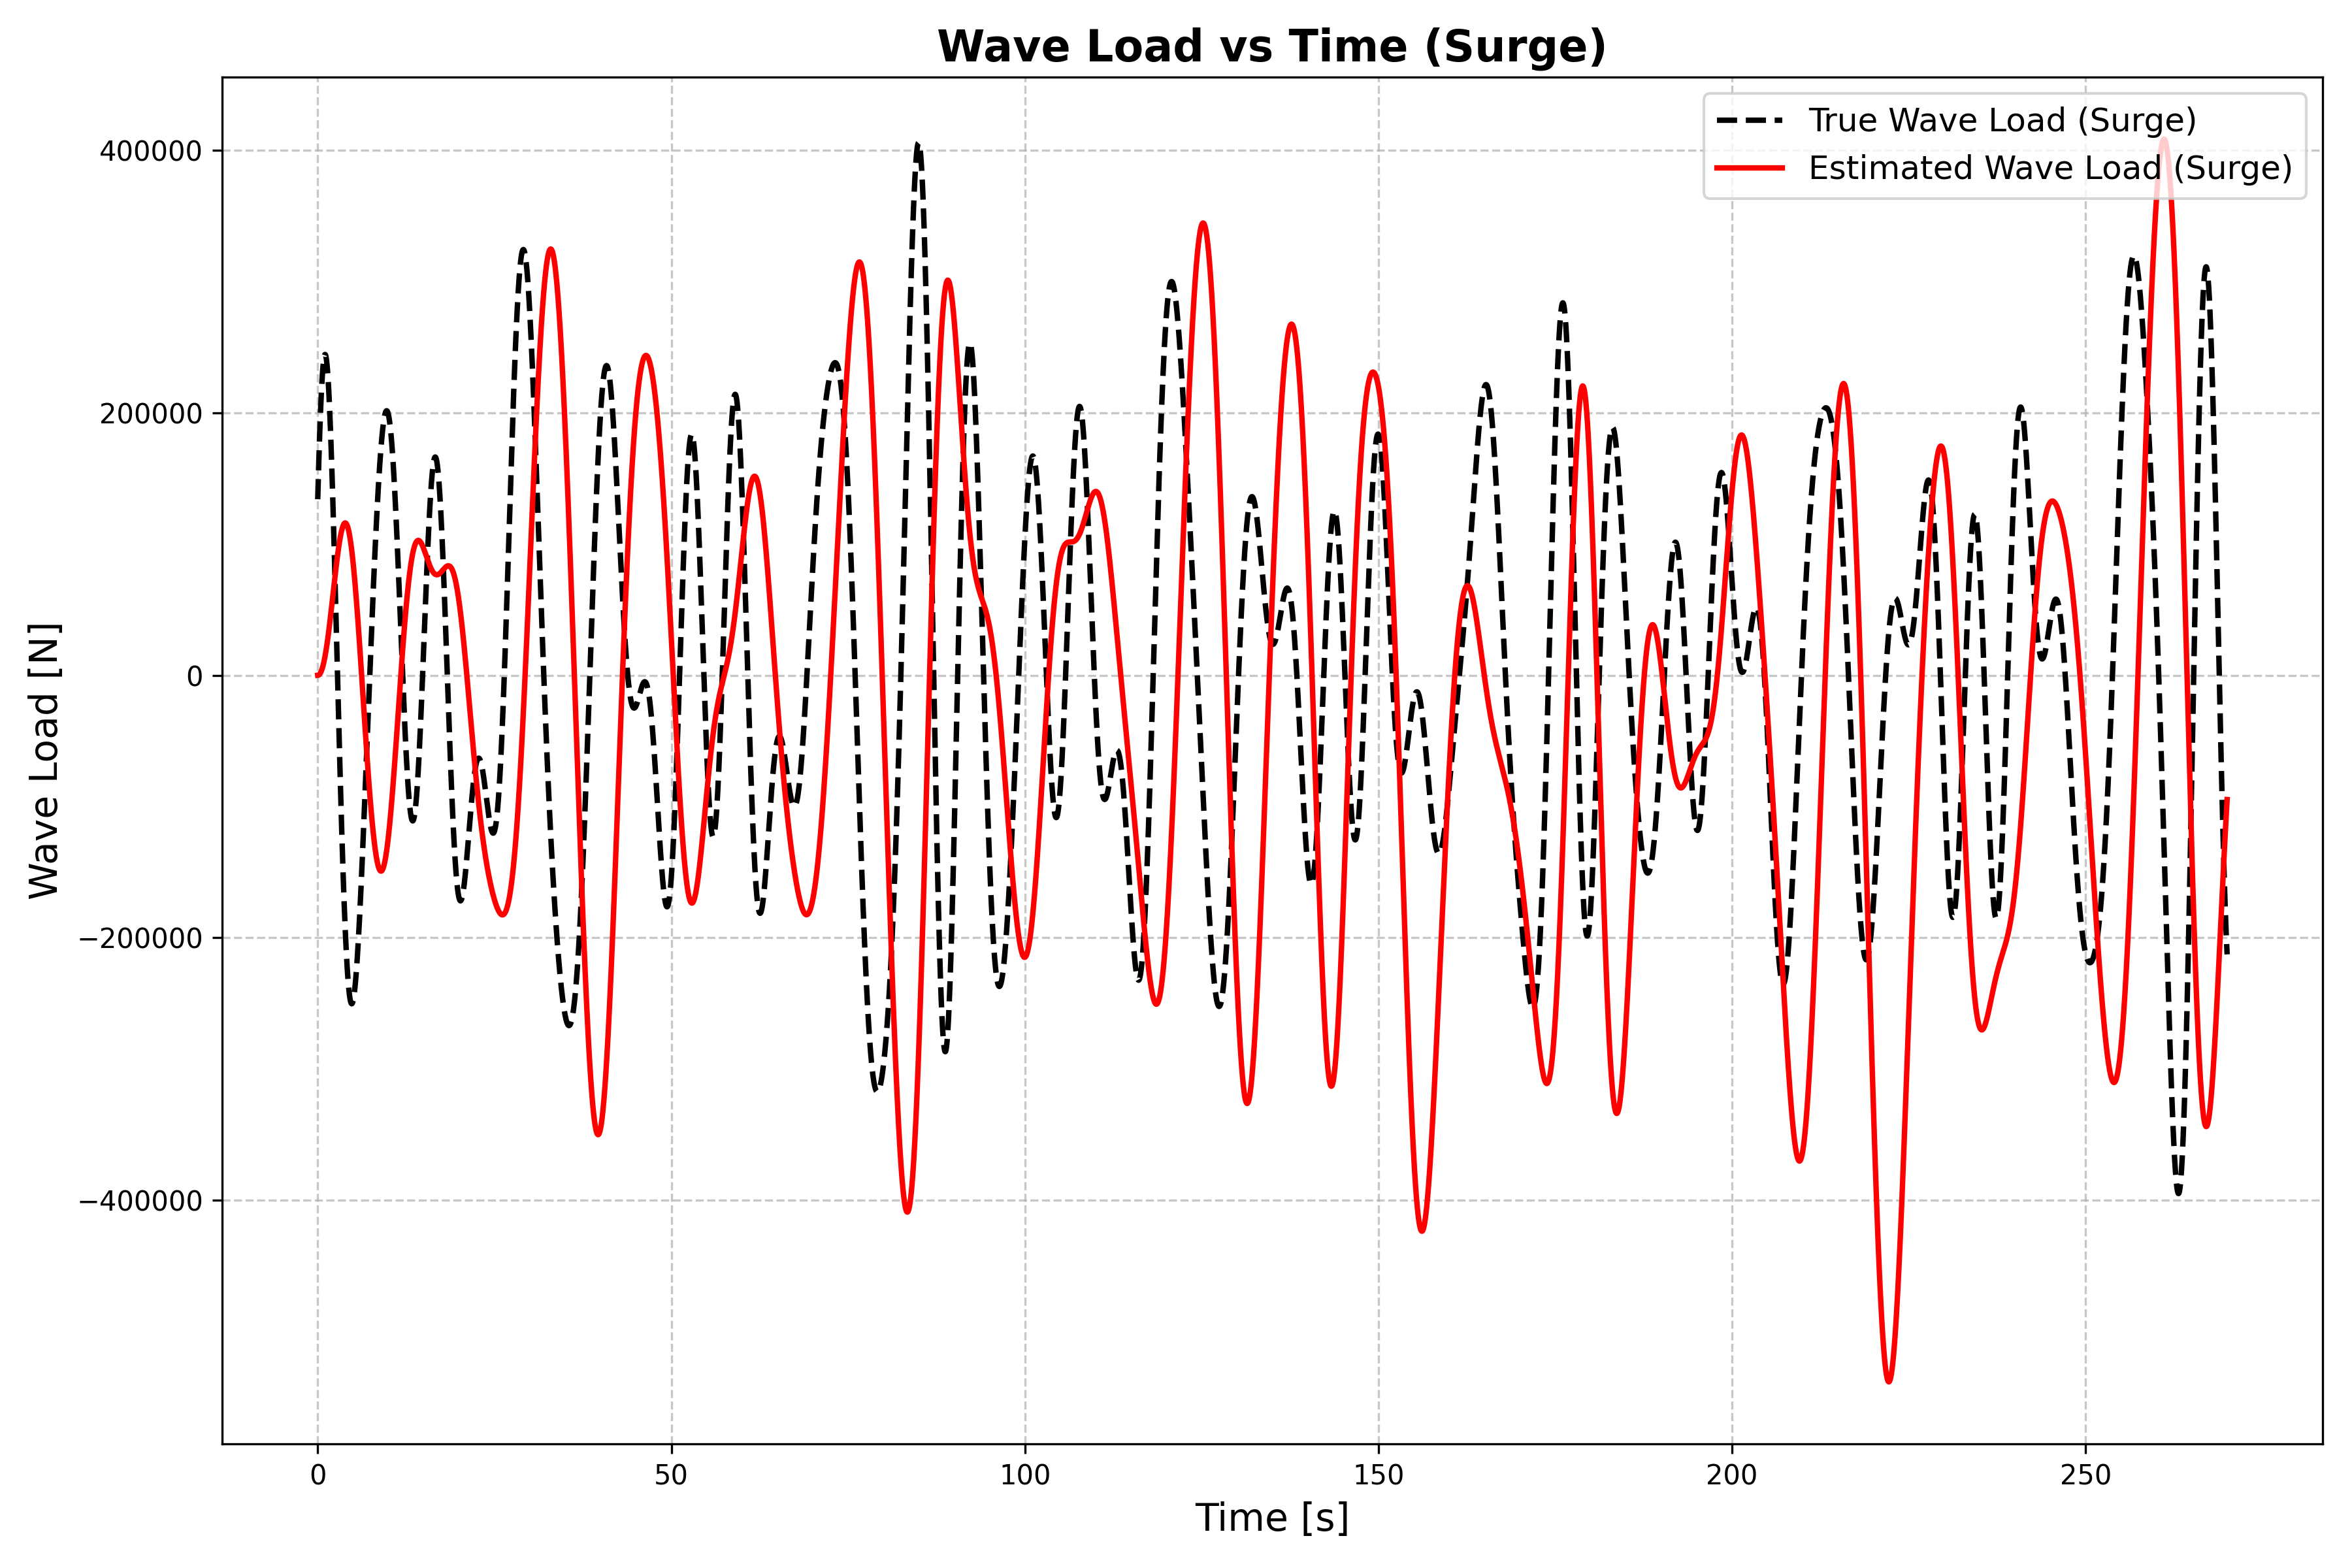 Wave Load vs Time (Surge)
True Wave Load (Surge)
Estimated Wave Load (Surge)
Wave Load [N]
400000
200000
0
−200000
−400000
0 50 100 150 200 250
Time [s]